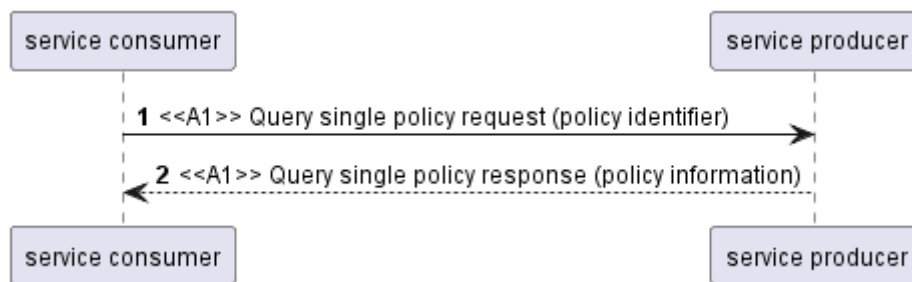 service consumer
service producer
1 <<A1>> Query single policy request (policy identifier)
2 <<A1>> Query single policy response (policy information)
service consumer
service producer